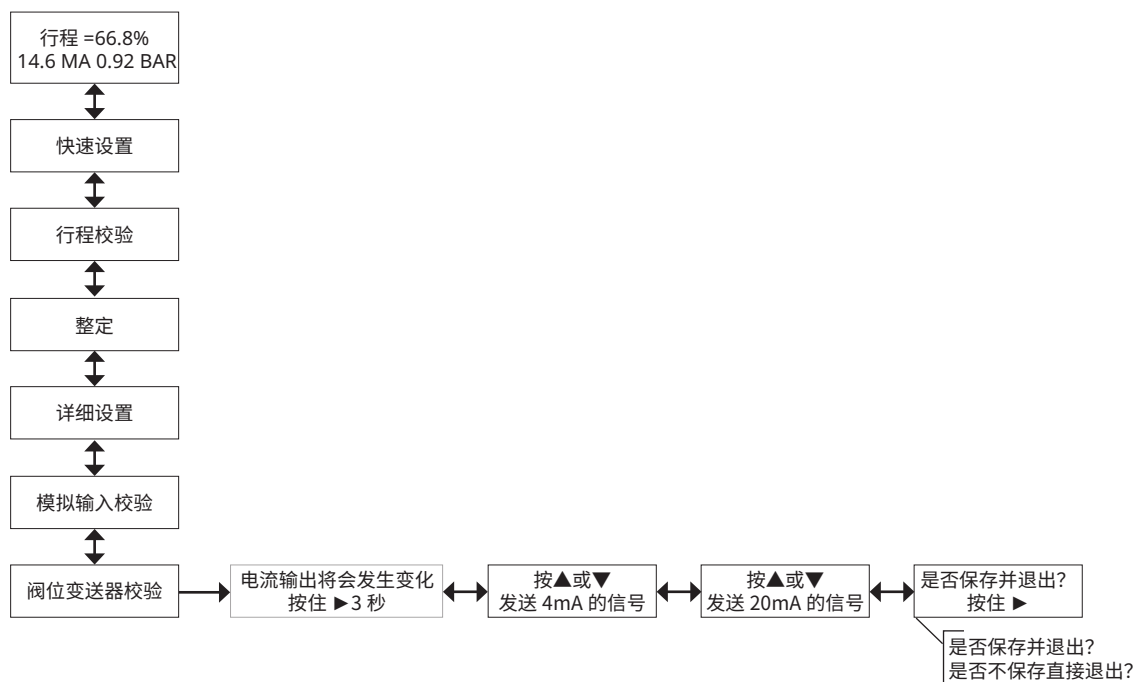 行程 =66.8%
14.6 MA 0.92 BAR
快速设置
行程校验
整定
详细设置
模拟输入校验
阀位变送器校验
电流输出将会发生变化
按住 ►3 秒
按▲或▼
发送 4mA 的信号
按▲或▼
发送 20mA 的信号
是否保存并退出?
按住 ►
是否保存并退出?
是否不保存直接退出?